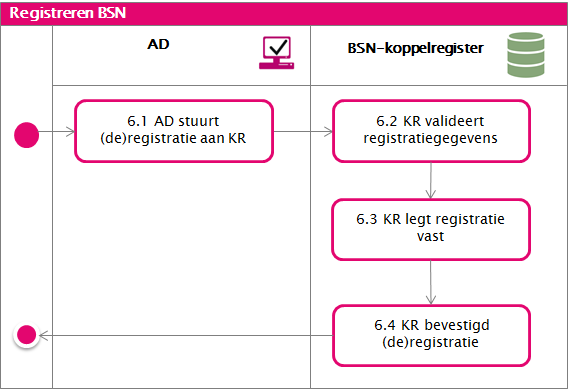 Registreren BSN
AD
BSN-koppelregister
6.1 AD stuurt
(de)registratie aan KR
6.2 KR valideert
registratiegegevens
6.3 KR legt registratie
vast
6.4 KR bevestigd
(de)registratie